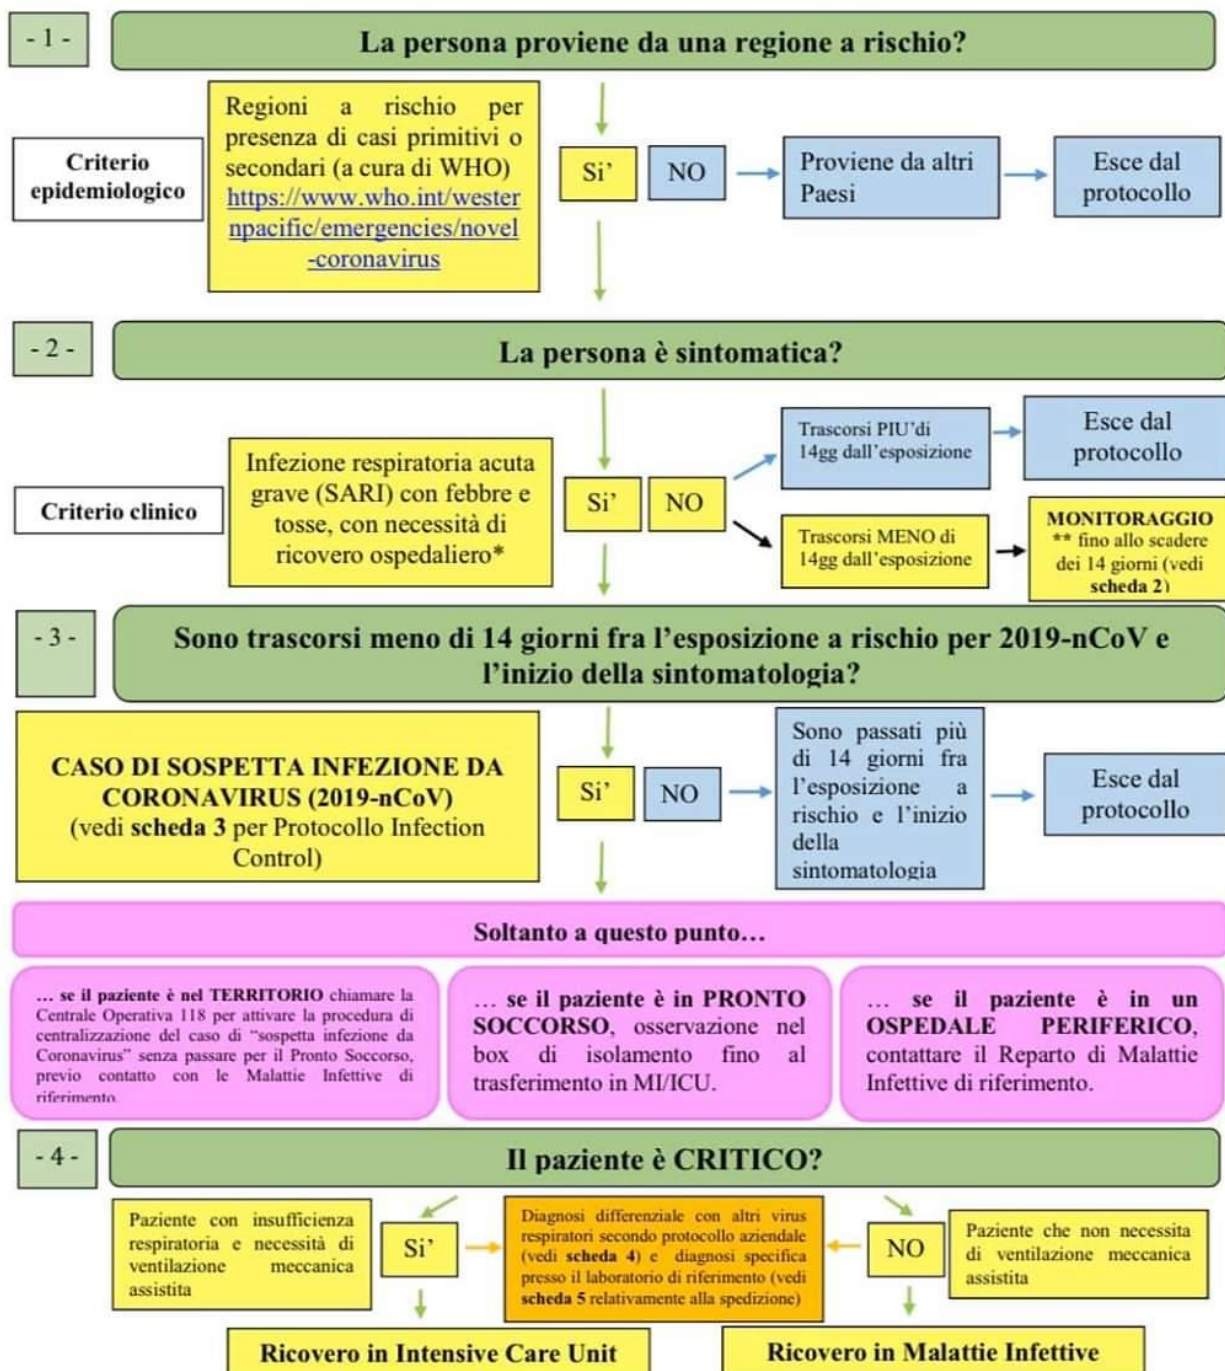 - 1 -
La persona proviene da una regione a rischio?
Criterio
epidemiologico
Regioni a rischio per
presenza di casi primitivi o
secondari (a cura di WHO)
https://www.who.int/wester
npacific/emergencies/novel
-coronavirus
Si'
NO
Proviene da altri
Paesi
Esce dal
protocollo
- 2 -
La persona è sintomatica?
Criterio clinico
Infezione respiratoria acuta
grave (SARI) con febbre e
tosse, con necessità di
ricovero ospedaliero*
Si'
NO
Trascorsi PIU'di
14gg dall'esposizione
Esce dal
protocollo
Trascorsi MENO di
14gg dall'esposizione
MONITORAGGIO
** fino allo scadere
dei 14 giorni (vedi
scheda 2)
- 3 -
Sono trascorsi meno di 14 giorni fra l'esposizione a rischio per 2019-nCoV e
l'inizio della sintomatologia?
CASO DI SOSPETTA INFEZIONE DA
CORONAVIRUS (2019-nCoV)
(vedi scheda 3 per Protocollo Infection
Control)
Si'
NO
Sono passati più
di 14 giorni fra
l'esposizione a
rischio e l'inizio
della
sintomatologia
Esce dal
protocollo
Soltanto a questo punto…
… se il paziente è nel TERRITORIO chiamare la
Centrale Operativa 118 per attivare la procedura di
centralizzazione del caso di “sospetta infezione da
Coronavirus” senza passare per il Pronto Soccorso,
previo contatto con le Malattie Infettive di
riferimento.
… se il paziente è in PRONTO
SOCCORSO, osservazione nel
box di isolamento fino al
trasferimento in MI/ICU.
… se il paziente è in un
OSPEDALE PERIFERICO,
contattare il Reparto di Malattie
Infettive di riferimento.
- 4 -
Il paziente è CRITICO?
Paziente con insufficienza
respiratoria e necessità di
ventilazione meccanica
assistita
Si'
Diagnosi differenziale con altri virus
respiratori secondo protocollo aziendale
(vedi scheda 4) e diagnosi specifica
presso il laboratorio di riferimento (vedi
scheda 5 relativamente alla spedizione)
NO
Paziente che non necessita
di ventilazione meccanica
assistita
Ricovero in Intensive Care Unit
Ricovero in Malattie Infettive